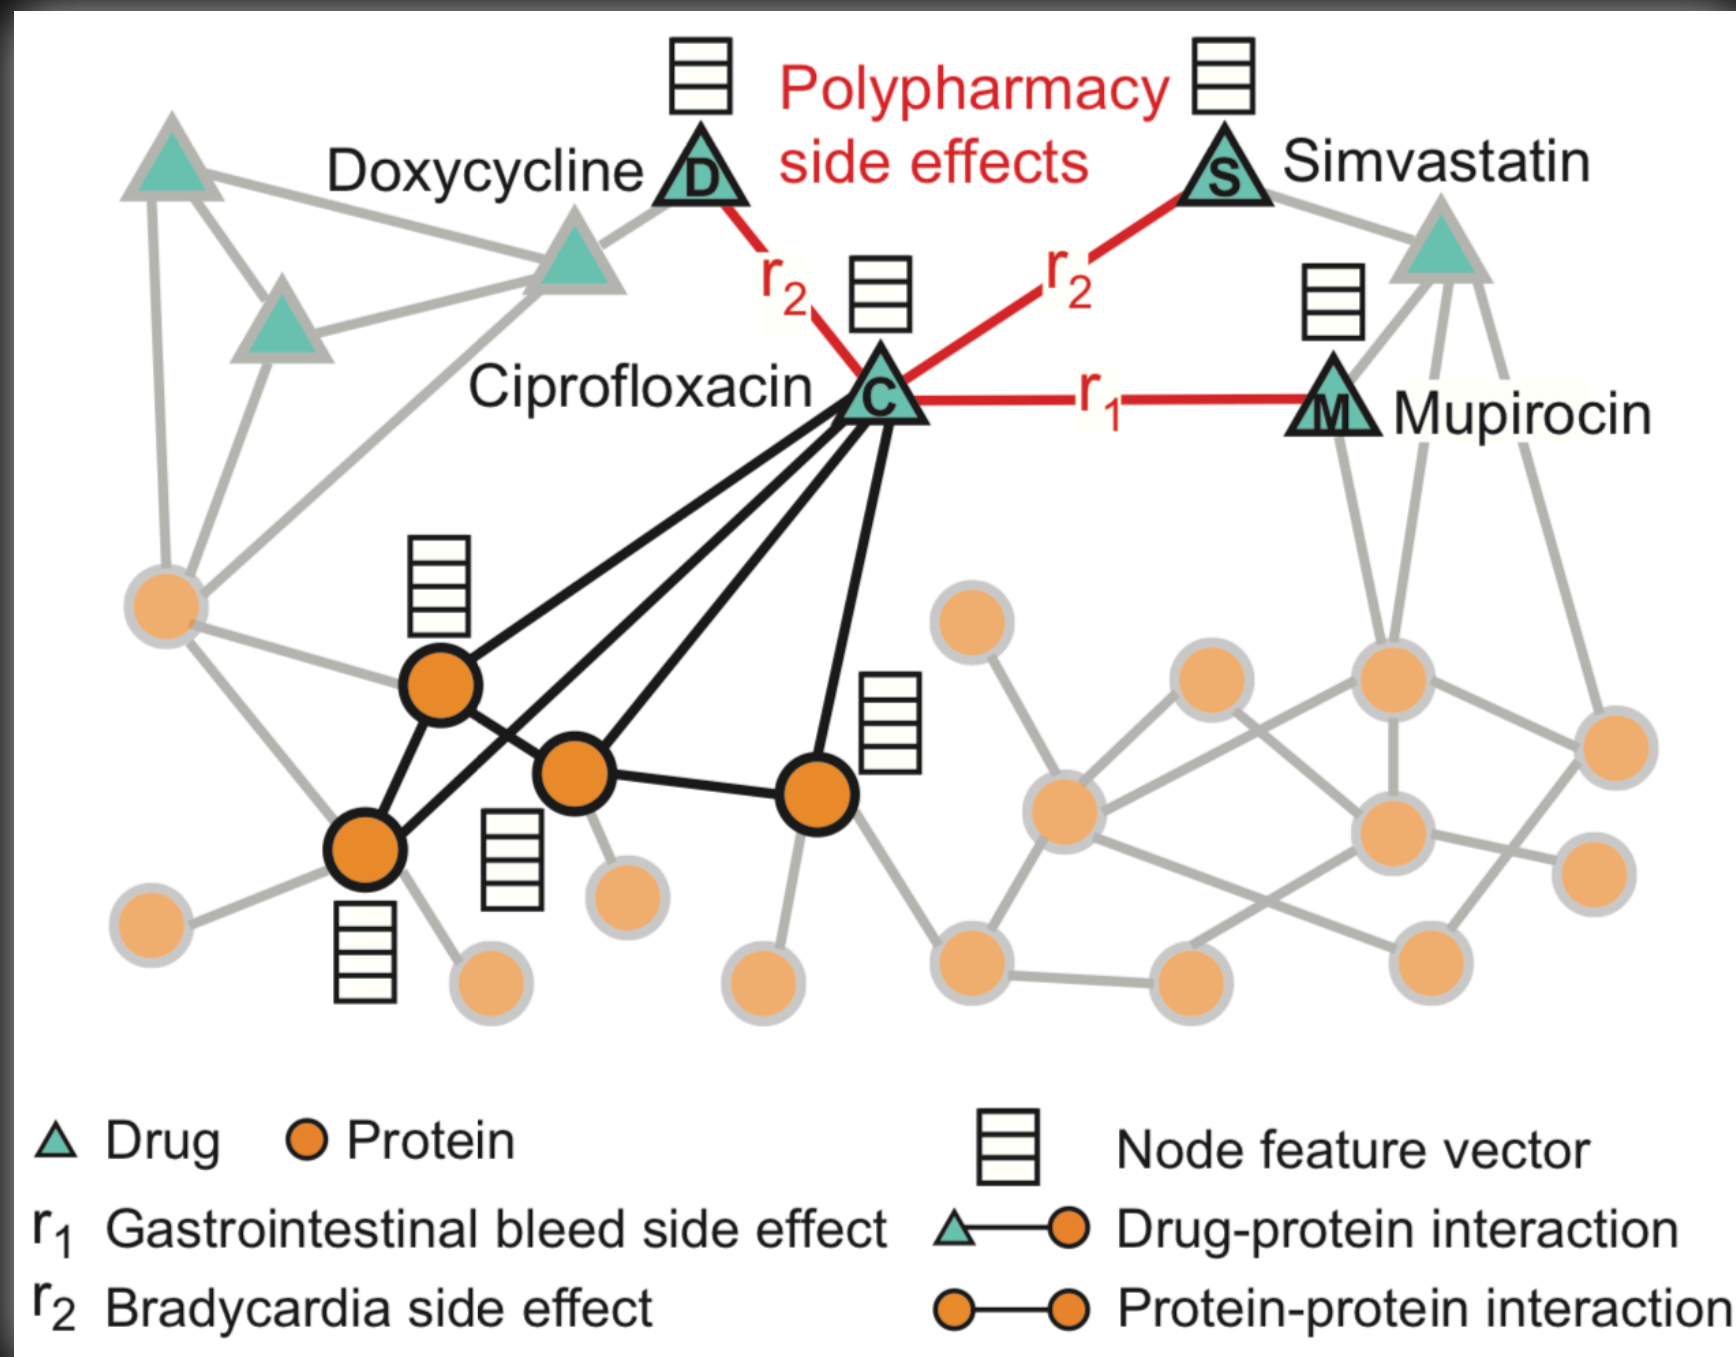 Polypharmacy
side effects
Doxycycline
D
S
Simvastatin
r2
r2
Ciprofloxacin
C
r1
M
Mupirocin
Drug
Protein
Node feature vector
r1 Gastrointestinal bleed side effect
Drug-protein interaction
r2 Bradycardia side effect
Protein-protein interaction